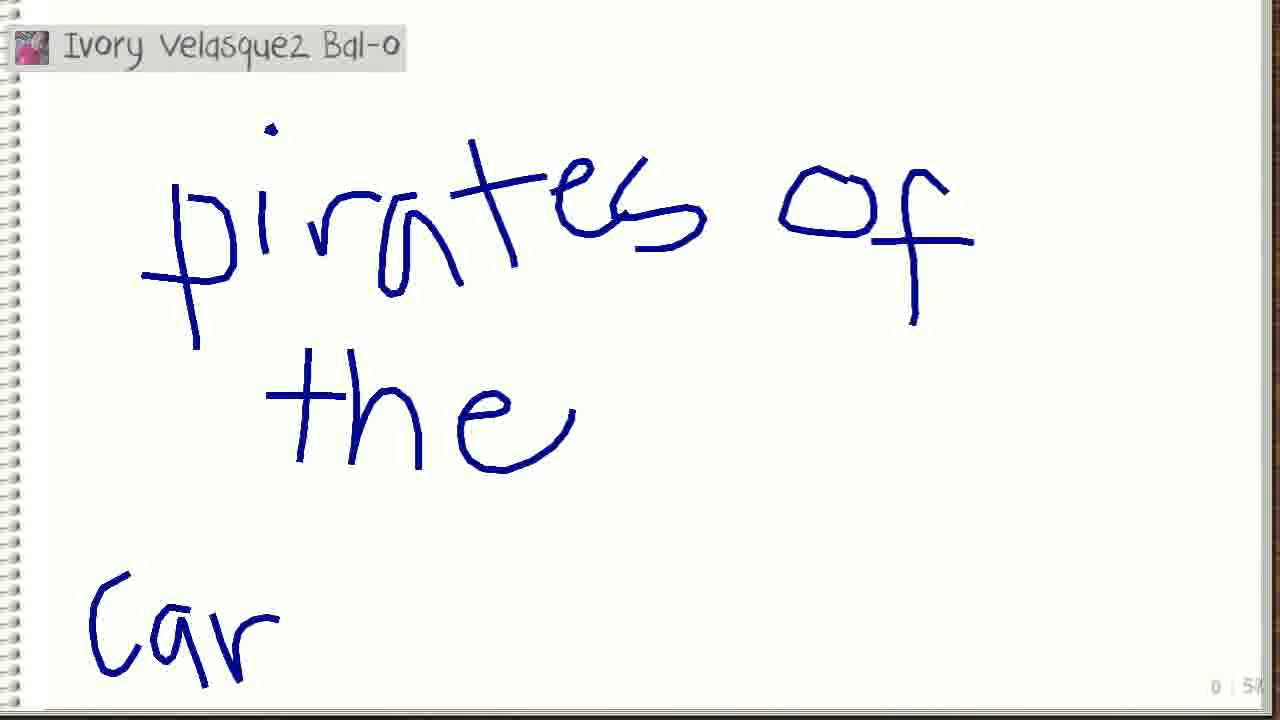 Ivory Velasquez Bal-o
pirates of
the
Car